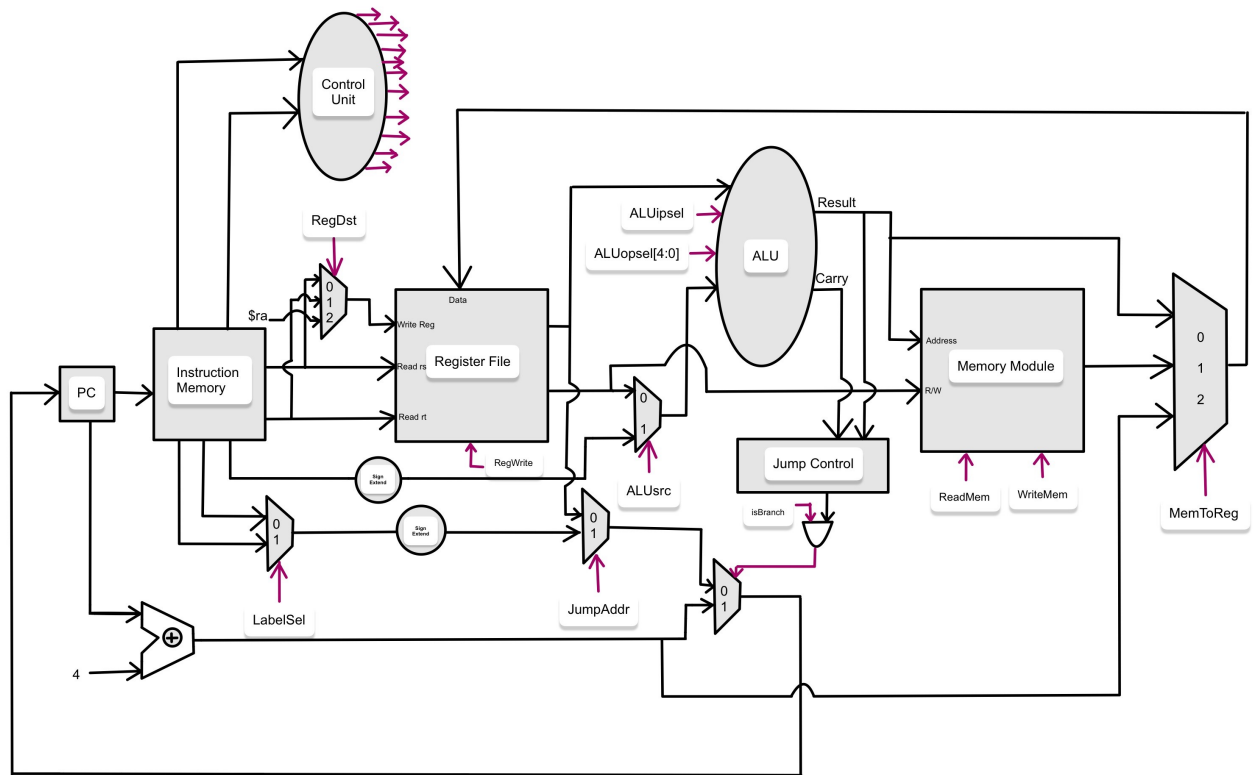 Control
Unit
RegDst
0
1
2
$ra
Data
Write Reg
Read rs
Read rt
Register File
RegWrite
Instruction
Memory
PC
ALUipsel
ALUopsel[4:0]
ALU
Result
Carry
0
1
ALUsrc
Address
R/W
Memory Module
ReadMem
WriteMem
0
1
2
MemToReg
Jump Control
isBranch
Sign
Extend
Sign
Extend
0
1
LabelSel
0
1
JumpAddr
0
1
4